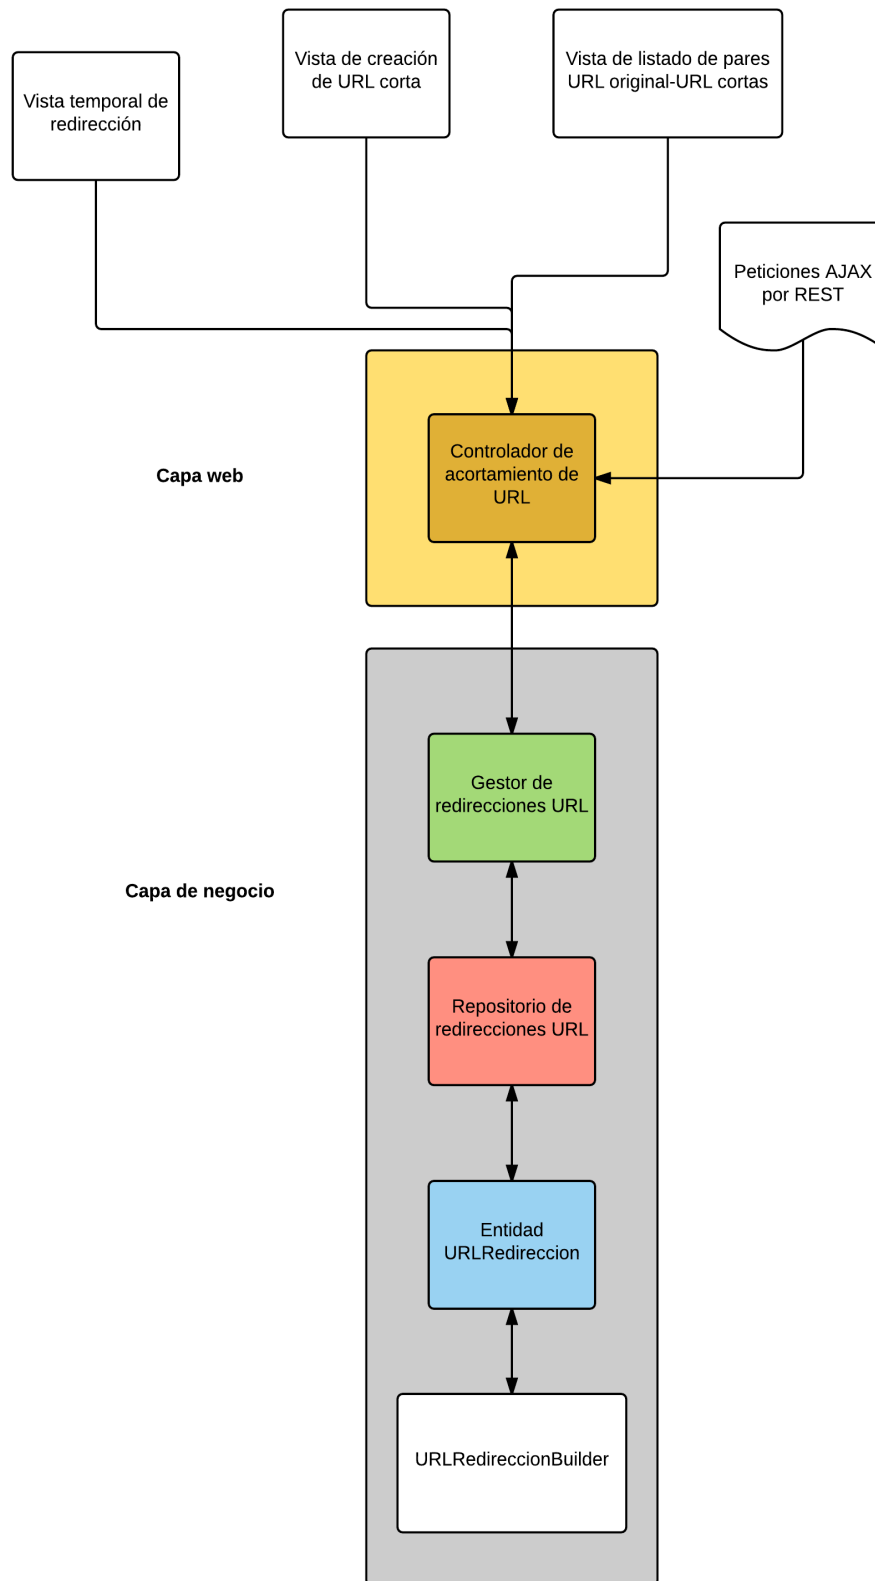 Vista de creación
de URL corta
Vista de listado de pares
URL original-URL cortas
Vista temporal de
redirección
Peticiones AJAX
por REST
Capa web
Controlador de
acortamiento de
URL
Gestor de
redirecciones URL
Capa de negocio
Repositorio de
redirecciones URL
Entidad
URLRedireccion
URLRedireccionBuilder